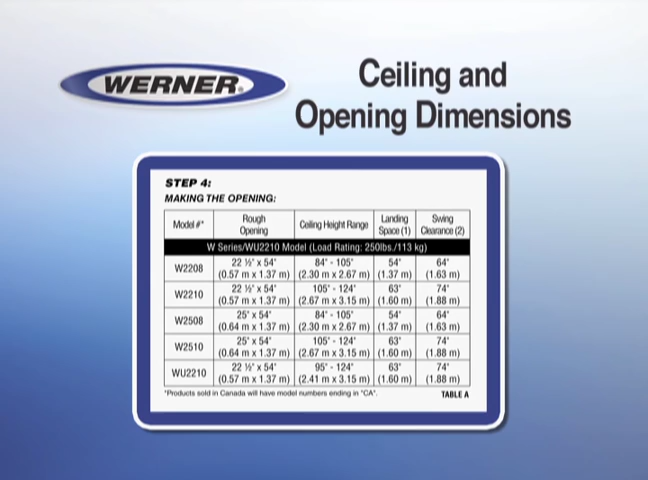 WERNER®
Ceiling and
Opening Dimensions
STEP 4:
MAKING THE OPENING:
Model #* Rough Opening Ceiling Height Range Landing Space (1) Swing Clearance (2)
W Series/WU2210 Model (Load Rating: 250lbs./113 kg)
W2208 22 ½" x 54" 84" - 105" 54" 64"
(0.57 m x 1.37 m) (2.30 m x 2.67 m) (1.37 m) (1.63 m)
W2210 22 ½" x 54" 105" - 124" 63" 74"
(0.57 m x 1.37 m) (2.67 m x 3.15 m) (1.60 m) (1.88 m)
W2508 25" x 54" 84" - 105" 54" 64"
(0.64 m x 1.37 m) (2.30 m x 2.67 m) (1.37 m) (1.63 m)
W2510 25" x 54" 105" - 124" 63" 74"
(0.64 m x 1.37 m) (2.67 m x 3.15 m) (1.60 m) (1.88 m)
WU2210 22 ½" x 54" 95" - 124" 63" 74"
(0.57 m x 1.37 m) (2.41 m x 3.15 m) (1.60 m) (1.88 m)
*Products sold in Canada will have model numbers ending in "CA". TABLE A